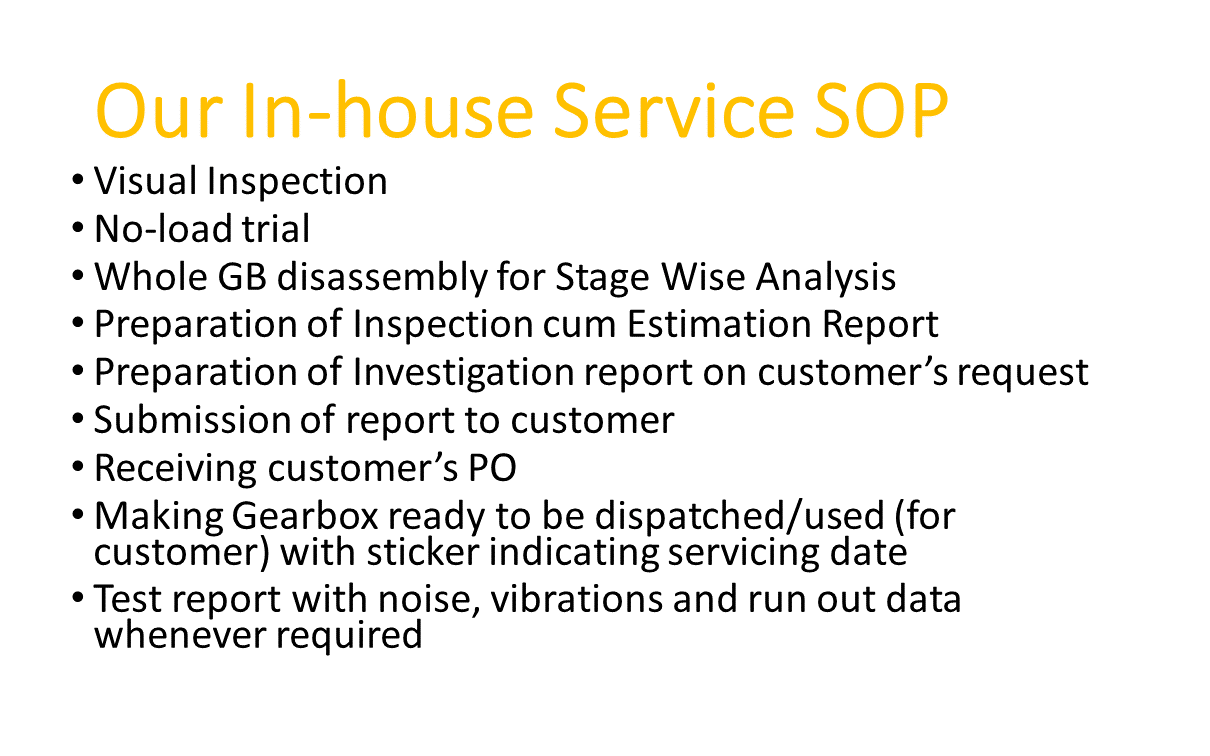 Our In-house Service SOP
• Visual Inspection
• No-load trial
• Whole GB disassembly for Stage Wise Analysis
• Preparation of Inspection cum Estimation Report
• Preparation of Investigation report on customer’s request
• Submission of report to customer
• Receiving customer’s PO
• Making Gearbox ready to be dispatched/used (for
customer) with sticker indicating servicing date
• Test report with noise, vibrations and run out data
whenever required